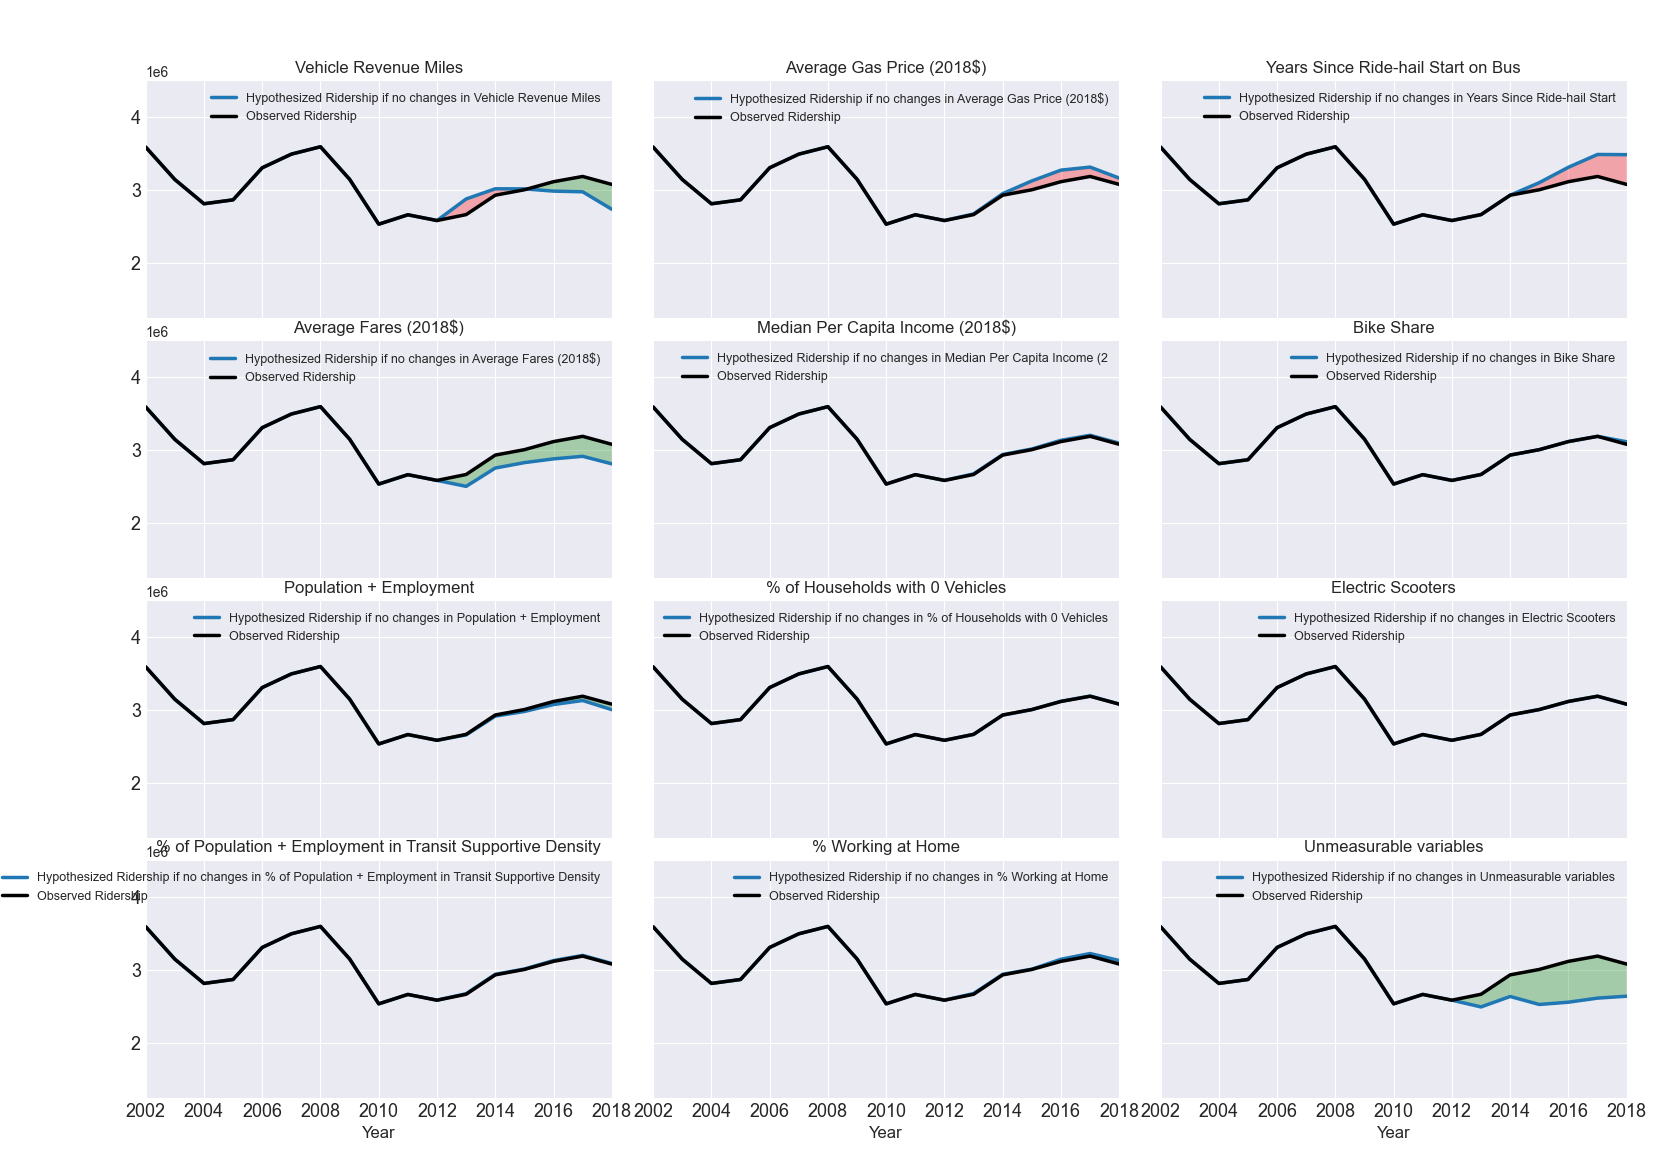 Vehicle Revenue Miles
1e6
Hypothesized Ridership if no changes in Vehicle Revenue Miles
Observed Ridership
4
3
2
Average Gas Price (2018$)
Hypothesized Ridership if no changes in Average Gas Price (2018$)
Observed Ridership
Years Since Ride-hail Start on Bus
Hypothesized Ridership if no changes in Years Since Ride-hail Start
Observed Ridership
Average Fares (2018$)
1e6
Hypothesized Ridership if no changes in Average Fares (2018$)
Observed Ridership
4
3
2
Median Per Capita Income (2018$)
Hypothesized Ridership if no changes in Median Per Capita Income (2
Observed Ridership
Bike Share
Hypothesized Ridership if no changes in Bike Share
Observed Ridership
Population + Employment
1e6
Hypothesized Ridership if no changes in Population + Employment
Observed Ridership
4
3
2
% of Households with 0 Vehicles
Hypothesized Ridership if no changes in % of Households with 0 Vehicles
Observed Ridership
Electric Scooters
Hypothesized Ridership if no changes in Electric Scooters
Observed Ridership
% of Population + Employment in Transit Supportive Density
1e6
Hypothesized Ridership if no changes in % of Population + Employment in Transit Supportive Density
Observed Ridership
4
3
2
2002 2004 2006 2008 2010 2012 2014 2016 2018
Year
% Working at Home
Hypothesized Ridership if no changes in % Working at Home
Observed Ridership
2002 2004 2006 2008 2010 2012 2014 2016 2018
Year
Unmeasurable variables
Hypothesized Ridership if no changes in Unmeasurable variables
Observed Ridership
2002 2004 2006 2008 2010 2012 2014 2016 2018
Year